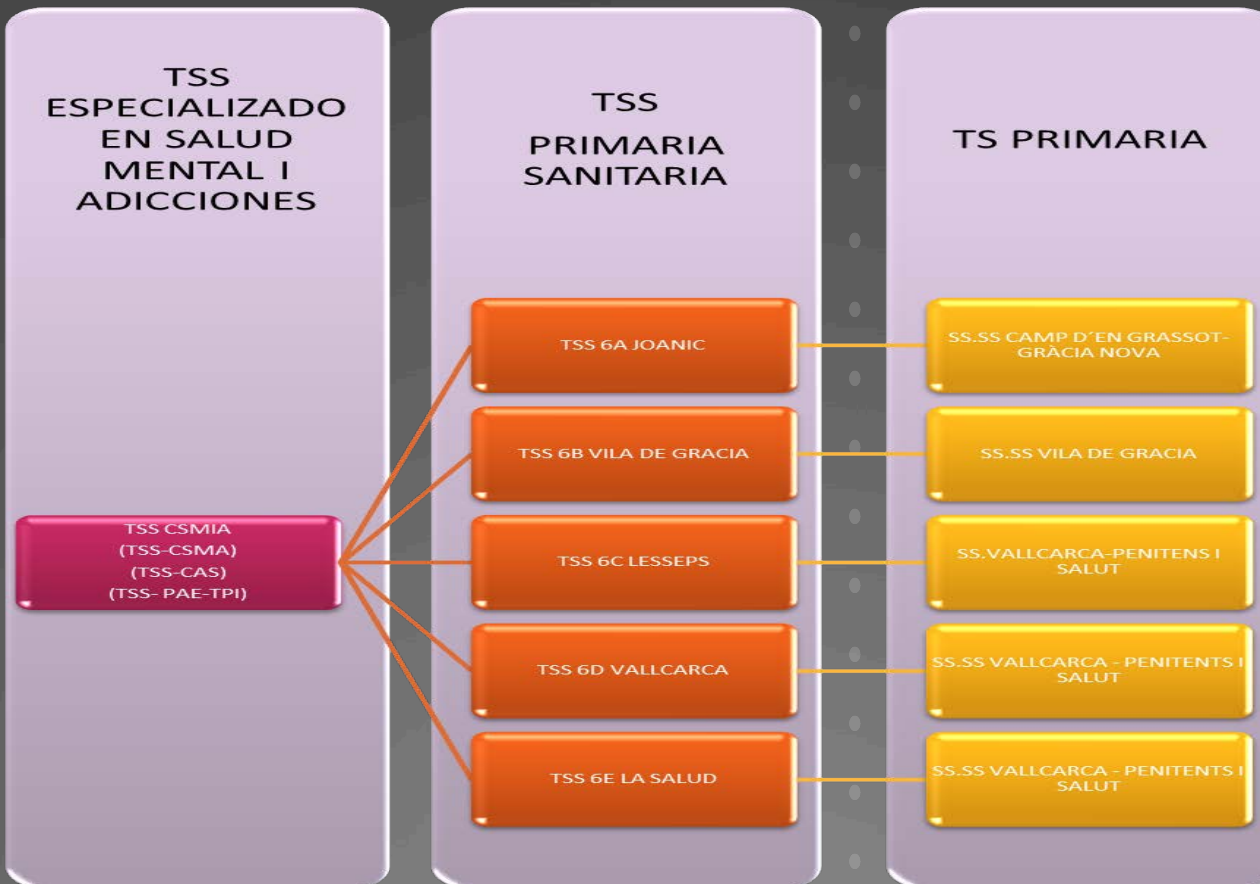 TSS
ESPECIALIZADO
EN SALUD
MENTAL I
ADICCIONES
TSS CSMIA
(TSS-CSMA)
(TSS-CAS)
(TSS- PAE-TPI)
TSS
PRIMARIA
SANITARIA
TSS 6A JOANIC
TSS 6B VILA DE GRACIA
TSS 6C LESSEPS
TSS 6D VALLCARCA
TSS 6E LA SALUD
TS PRIMARIA
SS.SS CAMP D´EN GRASSOT-
GRÀCIA NOVA
SS.SS VILA DE GRACIA
SS.VALLCARCA-PENITENS I
SALUT
SS.SS VALLCARCA - PENITENTS I
SALUT
SS.SS VALLCARCA - PENITENTS I
SALUT